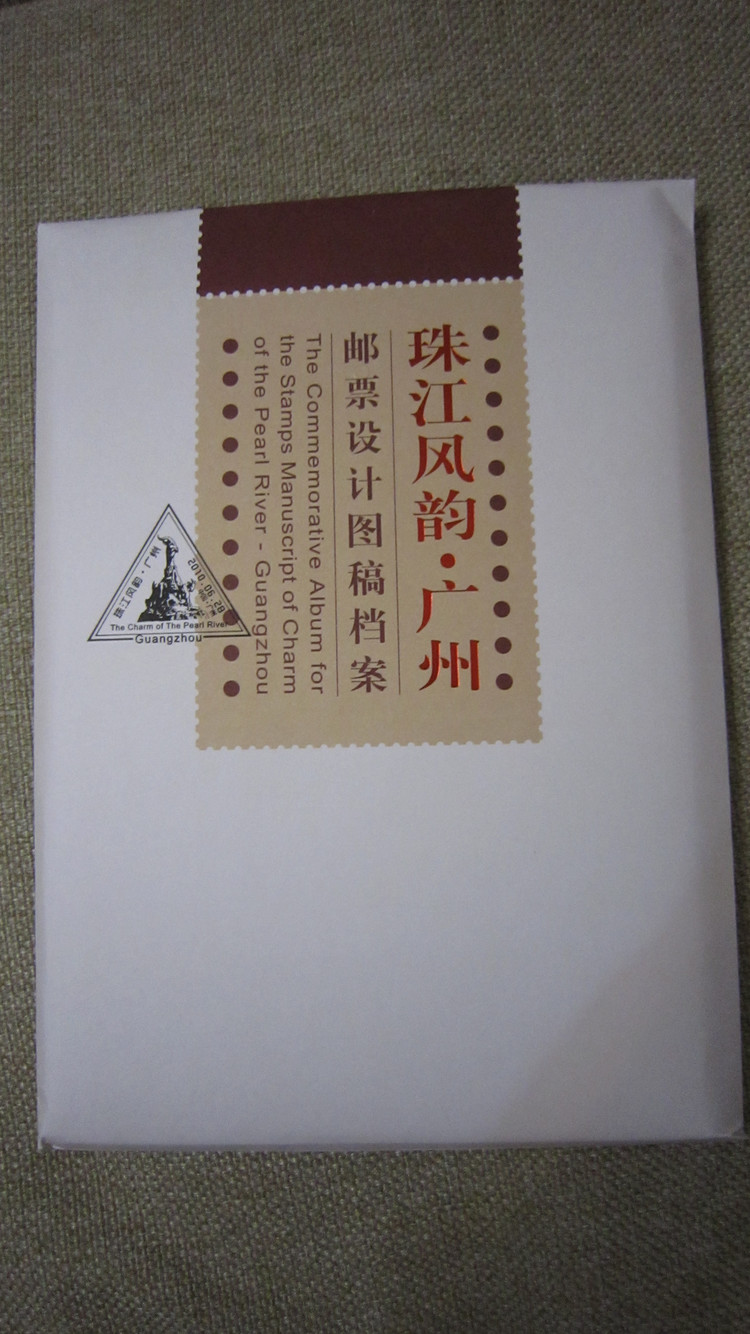 珠江风韵·广州
邮票设计图稿档案
The Commemorative Album for
the Stamps Manuscript of Charm
of the Pearl River - Guangzhou
珠江风韵·广州
2010.06.26
The Charm of The Pearl River
Guangzhou